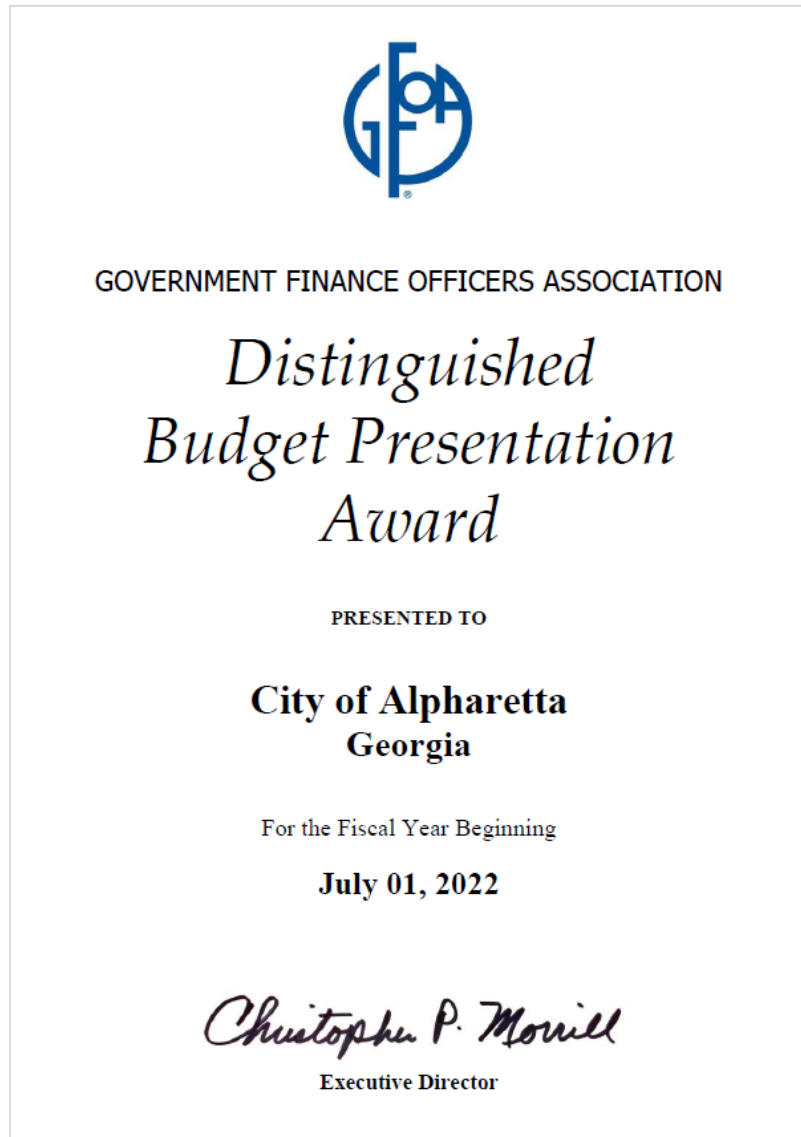 GFOA
®
GOVERNMENT FINANCE OFFICERS ASSOCIATION
Distinguished
Budget Presentation
Award
PRESENTED TO
City of Alpharetta
Georgia
For the Fiscal Year Beginning
July 01, 2022
Christopher P. Morrill
Executive Director